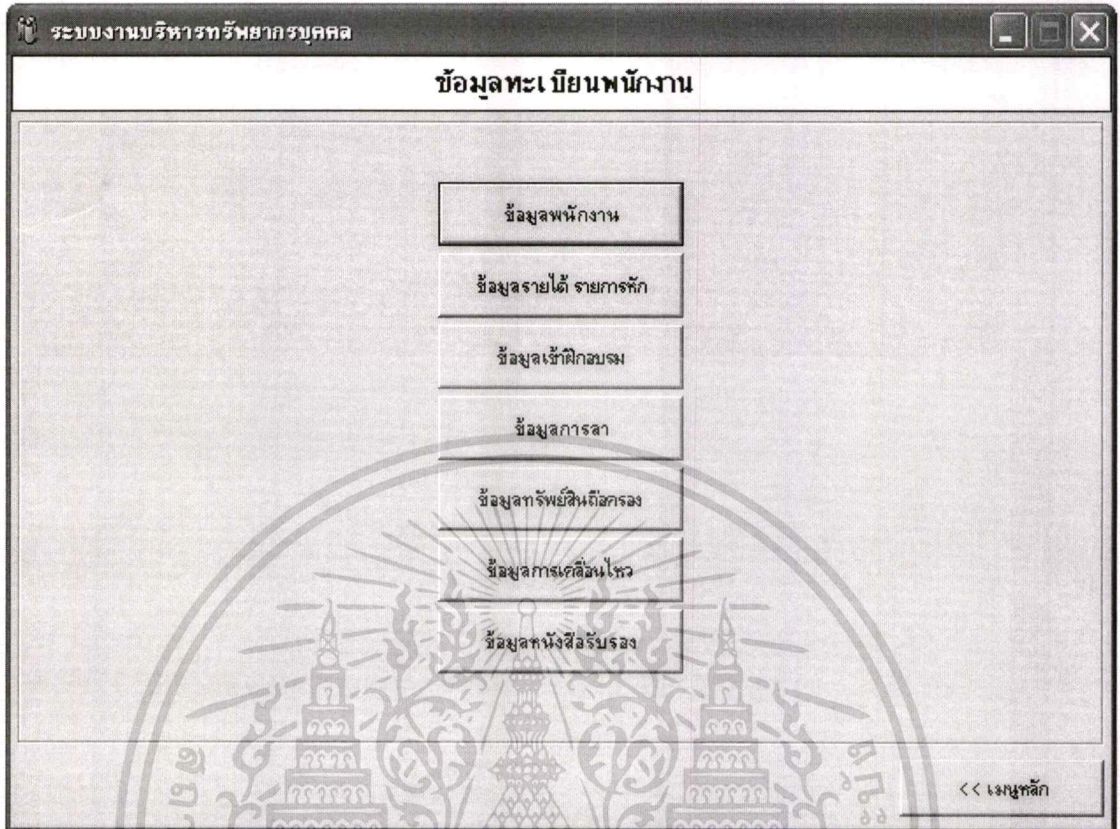 ระบบงานบริหารทรัพยากรบุคคล
ข้อมูลทะเบียนพนักงาน
ข้อมูลพนักงาน
ข้อมูลรายได้ รายการหัก
ข้อมูลเข้าฝึกอบรม
ข้อมูลการลา
ข้อมูลทรัพย์สินถือครอง
ข้อมูลการเคลื่อนไหว
ข้อมูลหนังสือรับรอง
<< เมนูหลัก